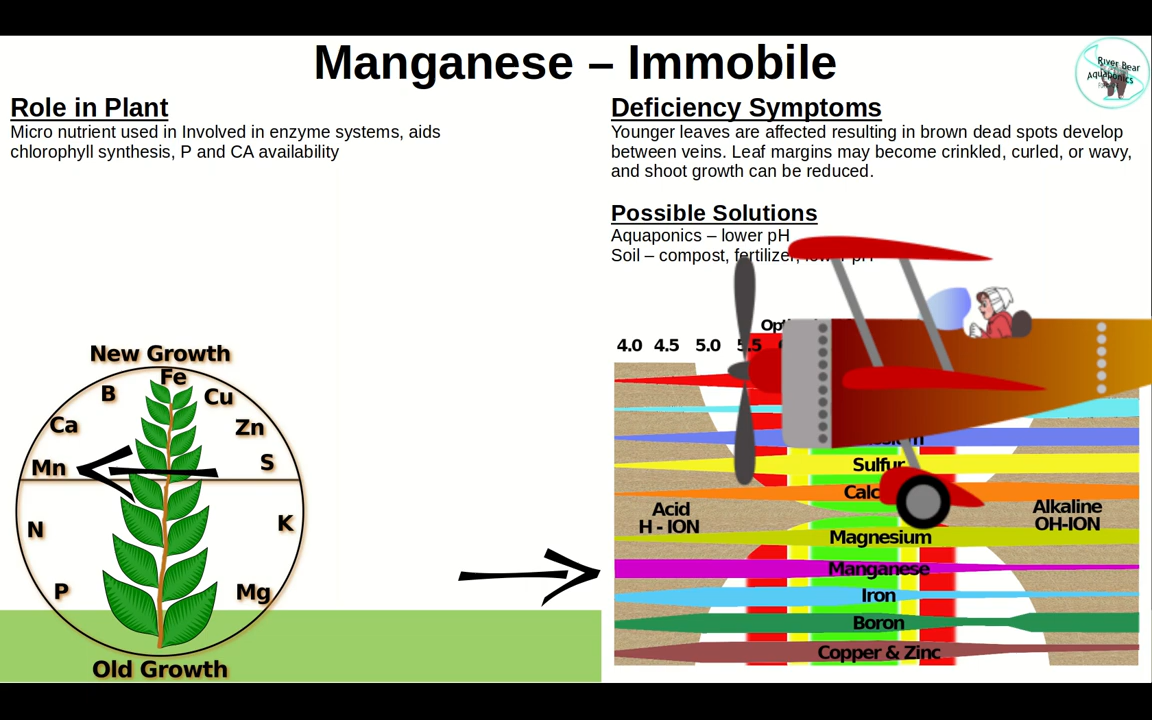 Manganese – Immobile
River Bear
Aquaponics
Role in Plant
Micro nutrient used in Involved in enzyme systems, aids
chlorophyll synthesis, P and CA availability
Deficiency Symptoms
Younger leaves are affected resulting in brown dead spots develop
between veins. Leaf margins may become crinkled, curled, or wavy,
and shoot growth can be reduced.
Possible Solutions
Aquaponics – lower pH
Soil – compost, fertilizer, lower pH
4.0 4.5 5.0 5.5
Sulfur
Acid
H - ION
Alkaline
OH-ION
Magnesium
Manganese
Iron
Boron
Copper & Zinc
New Growth
Fe
B
Cu
Ca
Zn
Mn
S
N
K
P
Mg
Old Growth